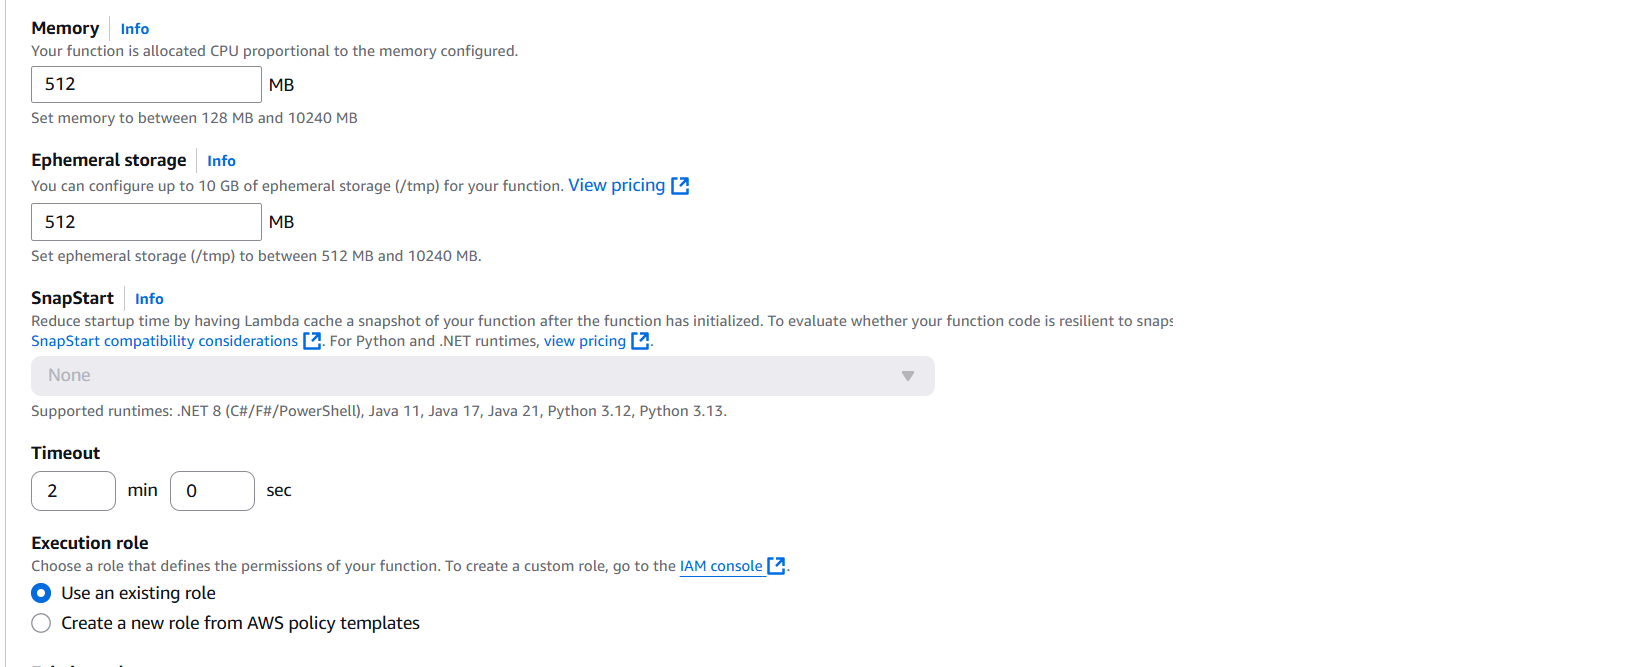 Memory Info
Your function is allocated CPU proportional to the memory configured.
512 MB
Set memory to between 128 MB and 10240 MB
Ephemeral storage Info
You can configure up to 10 GB of ephemeral storage (/tmp) for your function. View pricing
512 MB
Set ephemeral storage (/tmp) to between 512 MB and 10240 MB.
SnapStart Info
Reduce startup time by having Lambda cache a snapshot of your function after the function has initialized. To evaluate whether your function code is resilient to snaps
SnapStart compatibility considerations. For Python and .NET runtimes, view pricing.
None
Supported runtimes: .NET 8 (C#/F#/PowerShell), Java 11, Java 17, Java 21, Python 3.12, Python 3.13.
Timeout
2 min 0 sec
Execution role
Choose a role that defines the permissions of your function. To create a custom role, go to the IAM console.
Use an existing role
Create a new role from AWS policy templates